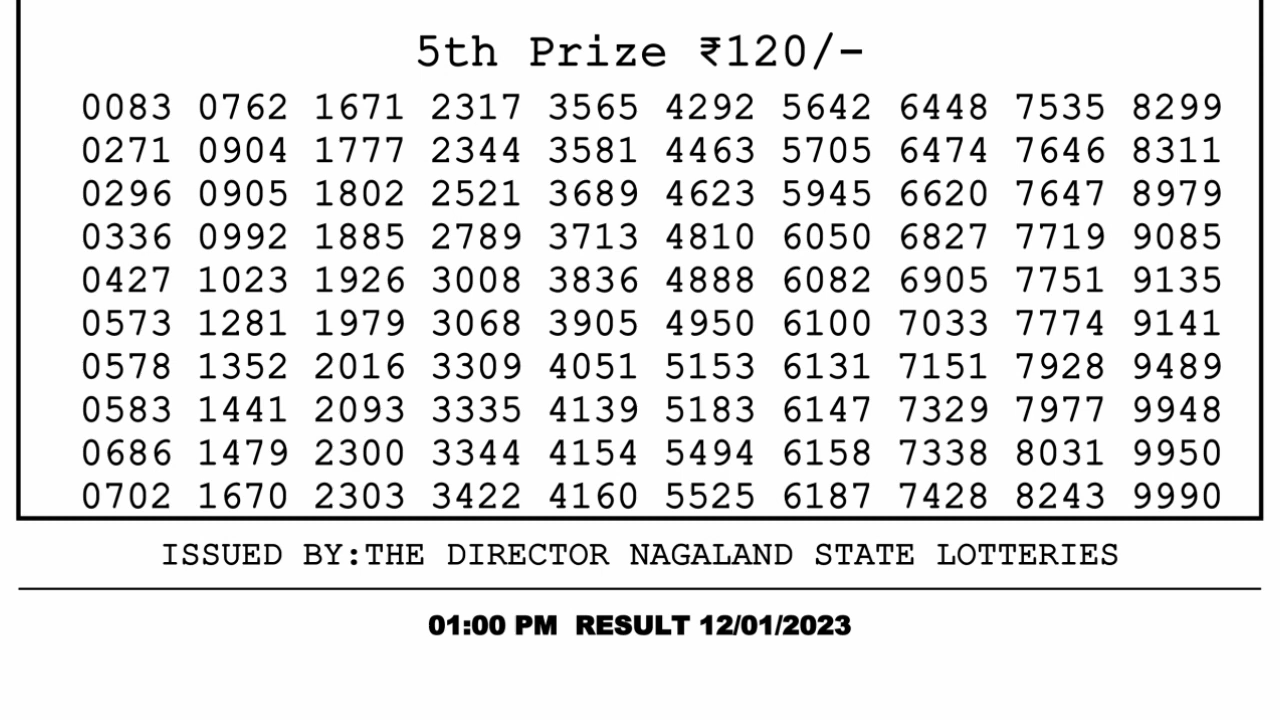 5th Prize ₹120/-
0083 0762 1671 2317 3565 4292 5642 6448 7535 8299
0271 0904 1777 2344 3581 4463 5705 6474 7646 8311
0296 0905 1802 2521 3689 4623 5945 6620 7647 8979
0336 0992 1885 2789 3713 4810 6050 6827 7719 9085
0427 1023 1926 3008 3836 4888 6082 6905 7751 9135
0573 1281 1979 3068 3905 4950 6100 7033 7774 9141
0578 1352 2016 3309 4051 5153 6131 7151 7928 9489
0583 1441 2093 3335 4139 5183 6147 7329 7977 9948
0686 1479 2300 3344 4154 5494 6158 7338 8031 9950
0702 1670 2303 3422 4160 5525 6187 7428 8243 9990
ISSUED BY:THE DIRECTOR NAGALAND STATE LOTTERIES
01:00 PM RESULT 12/01/2023